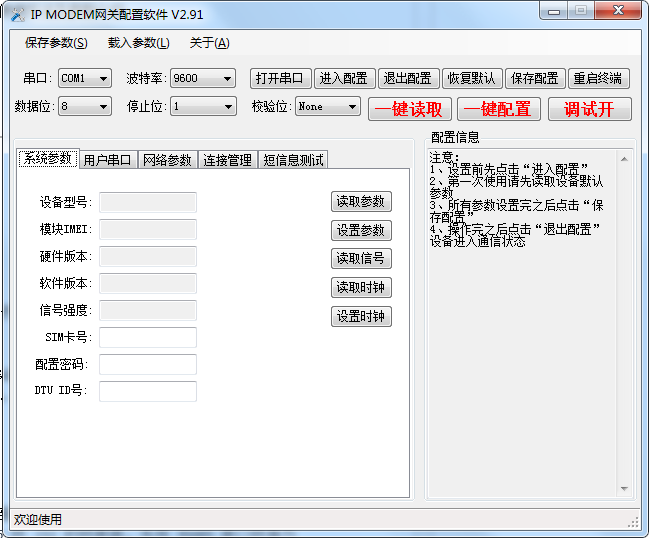 IP MODEM网关配置软件 V2.91
保存参数(S) 载入参数(L) 关于(A)
串口: COM1 波特率: 9600 打开串口 进入配置 退出配置 恢复默认 保存配置 重启终端
数据位: 8 停止位: 1 校验位: None 一键读取 一键配置 调试开
系统参数 用户串口 网络参数 连接管理 短信息测试
设备型号: 读取参数
模块IMEI: 设置参数
硬件版本: 读取信号
软件版本: 读取时钟
信号强度: 设置时钟
SIM卡号:
配置密码:
DTU ID号:
配置信息
注意:
1、设置前先点击“进入配置”
2、第一次使用请先读取设备默认
参数
3、所有参数设置完之后点击“保
存配置”
4、操作完之后点击“退出配置”
设备进入通信状态
欢迎使用